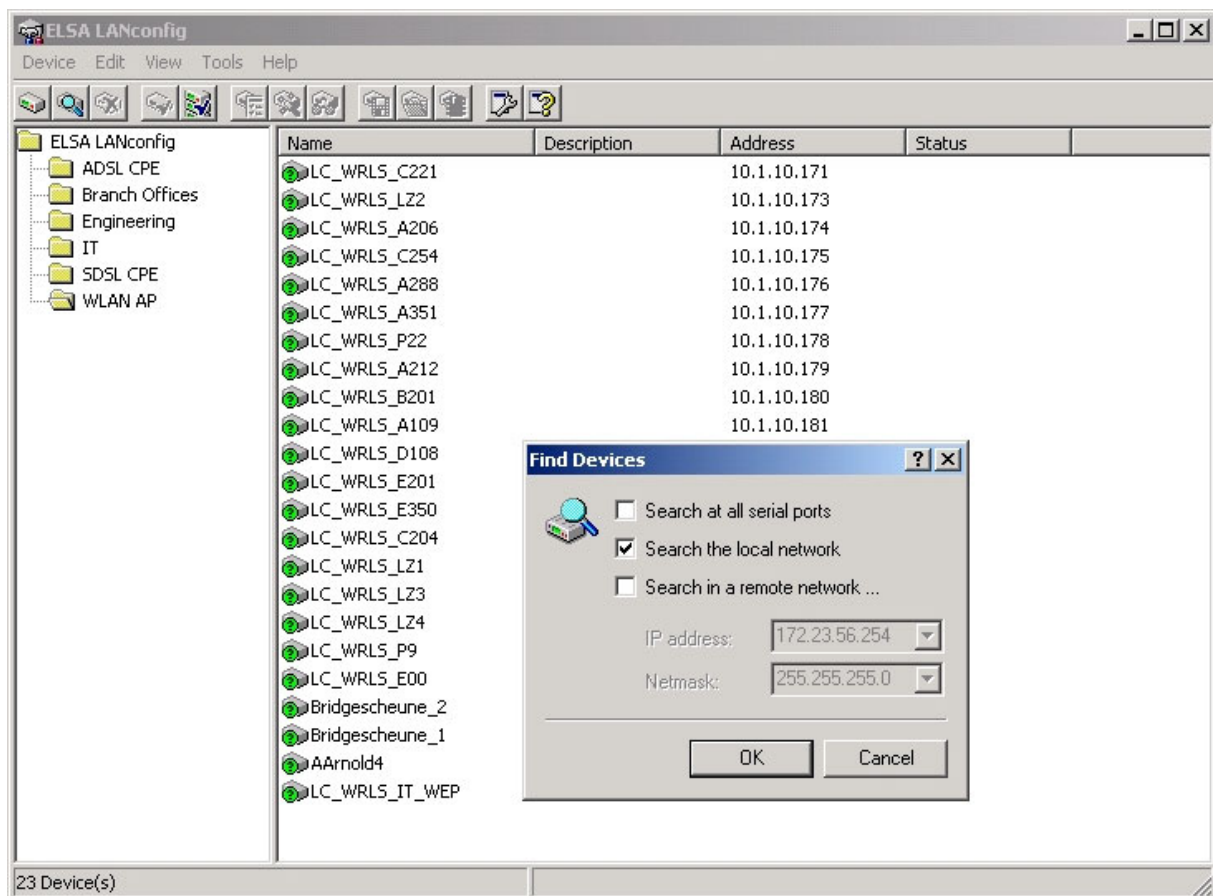 ELSA LANconfig
Device Edit View Tools Help
ELSA LANconfig
ADSL CPE
Branch Offices
Engineering
IT
SDSL CPE
WLAN AP
Name Description Address Status
LC_WRLS_C221 10.1.10.171
LC_WRLS_LZ2 10.1.10.173
LC_WRLS_A206 10.1.10.174
LC_WRLS_C254 10.1.10.175
LC_WRLS_A288 10.1.10.176
LC_WRLS_A351 10.1.10.177
LC_WRLS_P22 10.1.10.178
LC_WRLS_A212 10.1.10.179
LC_WRLS_B201 10.1.10.180
LC_WRLS_A109 10.1.10.181
LC_WRLS_D108
LC_WRLS_E201
LC_WRLS_E350
LC_WRLS_C204
LC_WRLS_LZ1
LC_WRLS_LZ3
LC_WRLS_LZ4
LC_WRLS_P9
LC_WRLS_E00
Bridgescheune_2
Bridgescheune_1
AArnold4
LC_WRLS_IT_WEP
Find Devices
Search at all serial ports
Search the local network
Search in a remote network ...
IP address: 172.23.56.254
Netmask: 255.255.255.0
OK Cancel
23 Device(s)